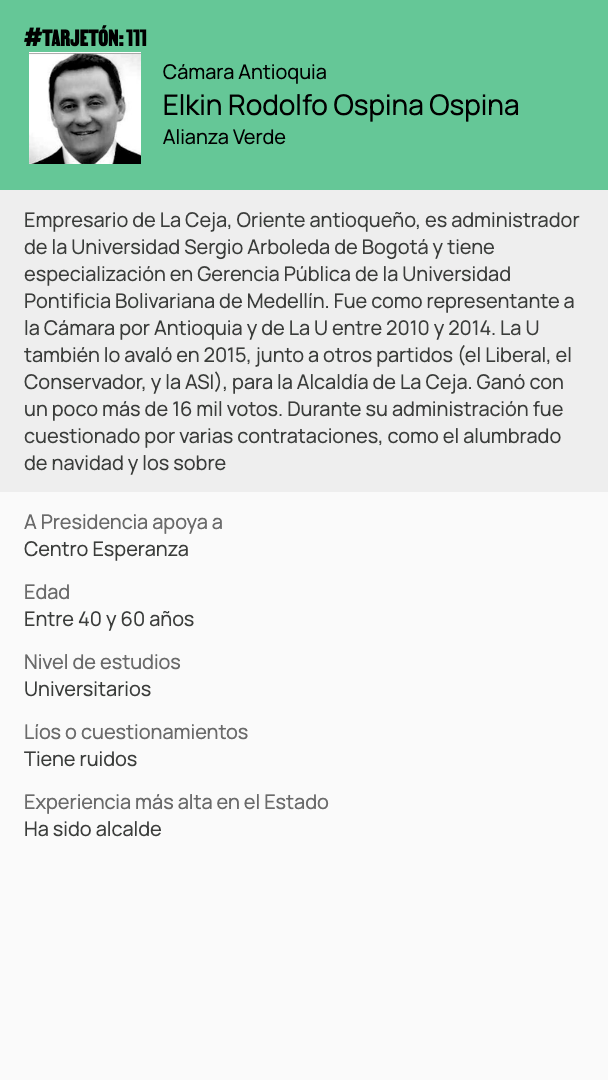 #TARJETÓN: 111
Cámara Antioquia
Elkin Rodolfo Ospina Ospina
Alianza Verde
Empresario de La Ceja, Oriente antioqueño, es administrador
de la Universidad Sergio Arboleda de Bogotá y tiene
especialización en Gerencia Pública de la Universidad
Pontificia Bolivariana de Medellín. Fue como representante a
la Cámara por Antioquia y de La U entre 2010 y 2014. La U
también lo avaló en 2015, junto a otros partidos (el Liberal, el
Conservador, y la ASI), para la Alcaldía de La Ceja. Ganó con
un poco más de 16 mil votos. Durante su administración fue
cuestionado por varias contrataciones, como el alumbrado
de navidad y los sobre
A Presidencia apoya a
Centro Esperanza
Edad
Entre 40 y 60 años
Nivel de estudios
Universitarios
Líos o cuestionamientos
Tiene ruidos
Experiencia más alta en el Estado
Ha sido alcalde